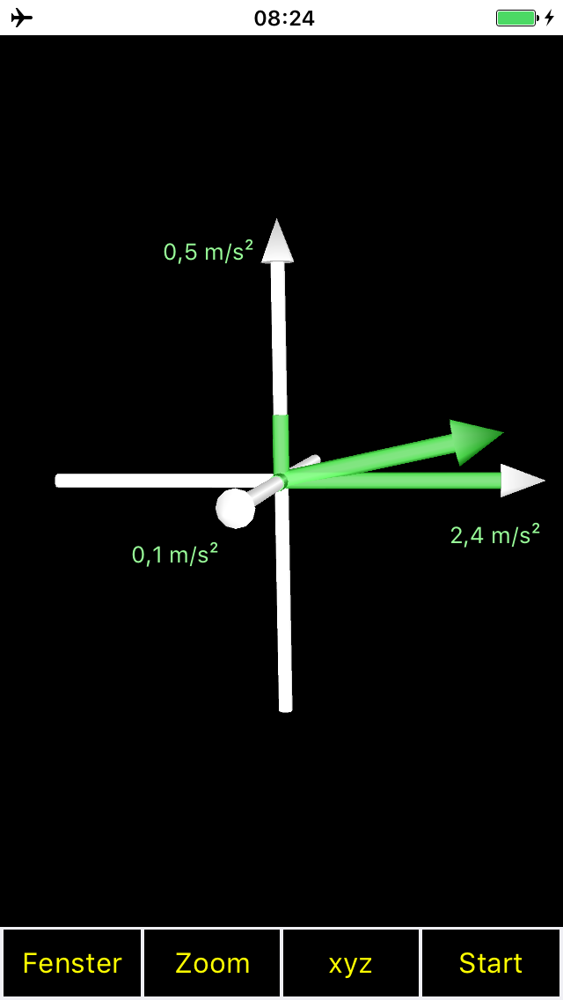 08:24
0,5 m/s²
2,4 m/s²
0,1 m/s²
Fenster Zoom xyz Start